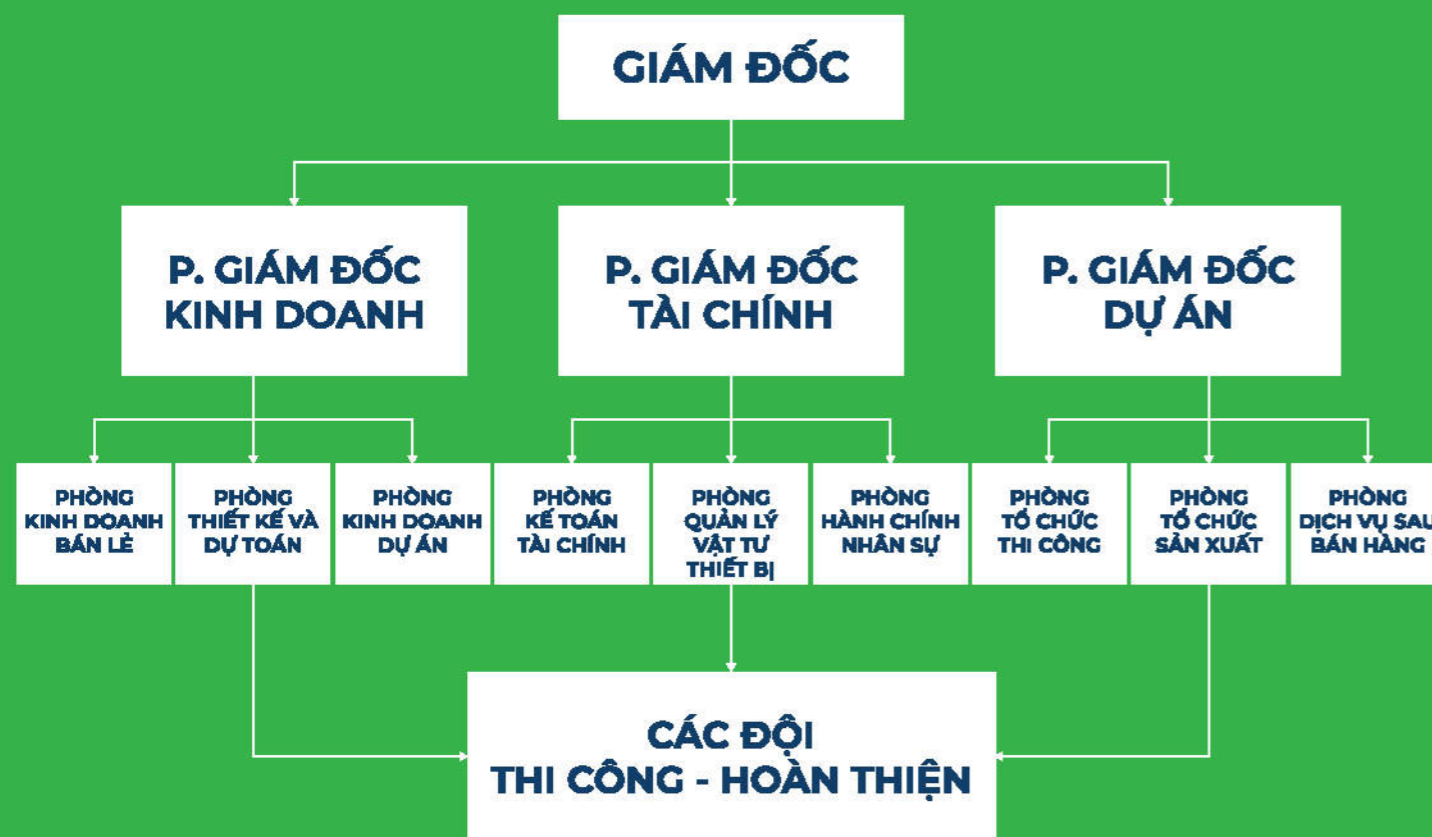 GIÁM ĐỐC
P. GIÁM ĐỐC
KINH DOANH
P. GIÁM ĐỐC
TÀI CHÍNH
P. GIÁM ĐỐC
DỰ ÁN
PHÒNG
KINH DOANH
BÁN LẺ
PHÒNG
THIẾT KẾ VÀ
DỰ TOÁN
PHÒNG
KINH DOANH
DỰ ÁN
PHÒNG
KẾ TOÁN
TÀI CHÍNH
PHÒNG
QUẢN LÝ
VẬT TƯ
THIẾT BỊ
PHÒNG
HÀNH CHÍNH
NHÂN SỰ
PHÒNG
TỔ CHỨC
THI CÔNG
PHÒNG
TỔ CHỨC
SẢN XUẤT
PHÒNG
DỊCH VỤ SAU
BÁN HÀNG
CÁC ĐỘI
THI CÔNG - HOÀN THIỆN